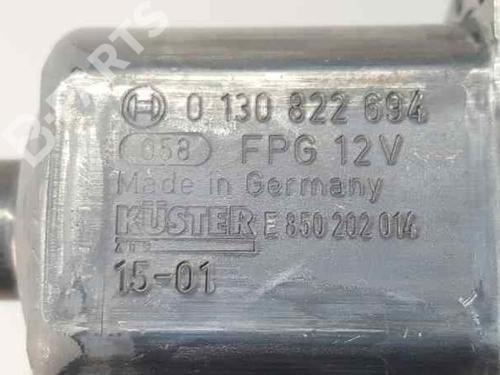 B-PARTS
0 130 822 694
058 FPG 12V
Made in Germany
KÜSTER E 850 202 014
15-01